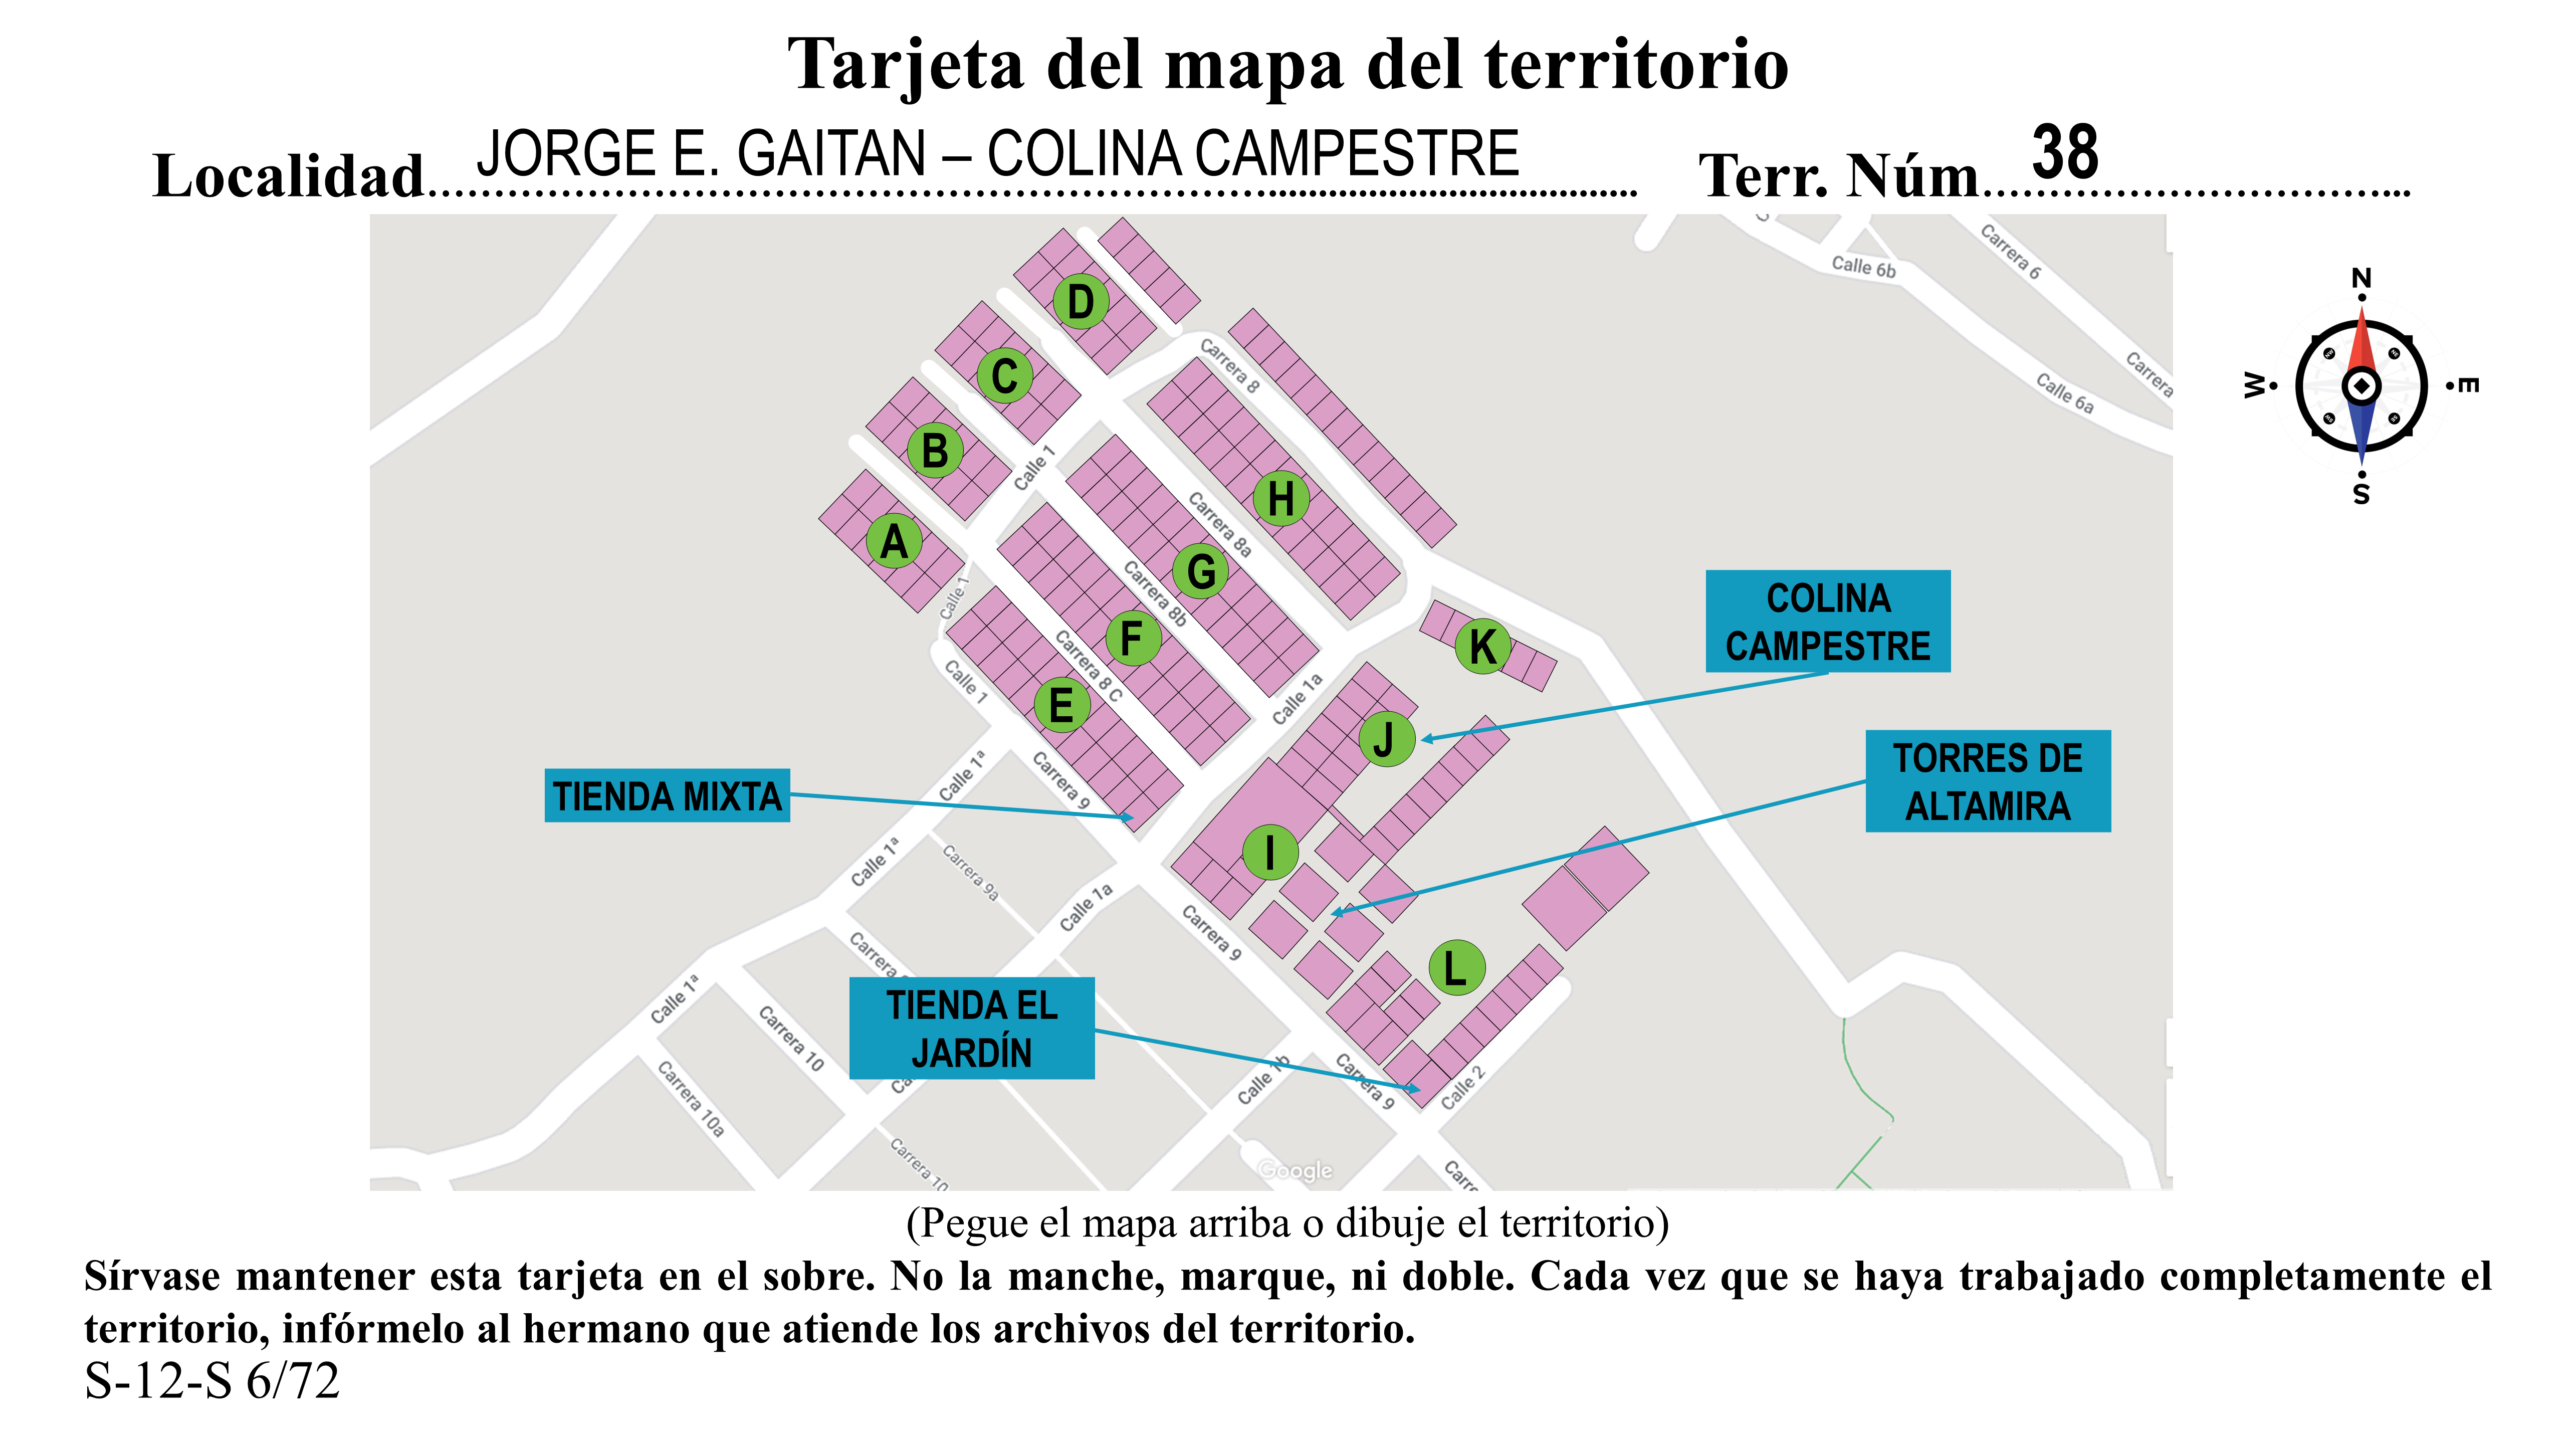 Tarjeta del mapa del territorio
Localidad JORGE E. GAITAN – COLINA CAMPESTRE Terr. Núm 38
Calle 6b
Carrera 6
Carrera
Calle 6a
N
W E
S
D
C
B
A
Carrera 8
Calle 1
H
Carrera 8a
G
Carrera 8b
F
Carrera 8 C
E
Calle 1
Calle 1
K
COLINA
CAMPESTRE
Calle 1a
J
TORRES DE
ALTAMIRA
TIENDA MIXTA
Calle 1ª
Carrera 9
I
Calle 1ª
Carrera 9a
Calle 1a
Carrera 9
L
TIENDA EL
JARDÍN
Calle 1ª
Carrera 10
Carrera 10a
Calle 1b
Carrera 9
Calle 2
Carrera 10
Google
(Pegue el mapa arriba o dibuje el territorio)
Sírvase mantener esta tarjeta en el sobre. No la manche, marque, ni doble. Cada vez que se haya trabajado completamente el
territorio, infórmelo al hermano que atiende los archivos del territorio.
S-12-S 6/72